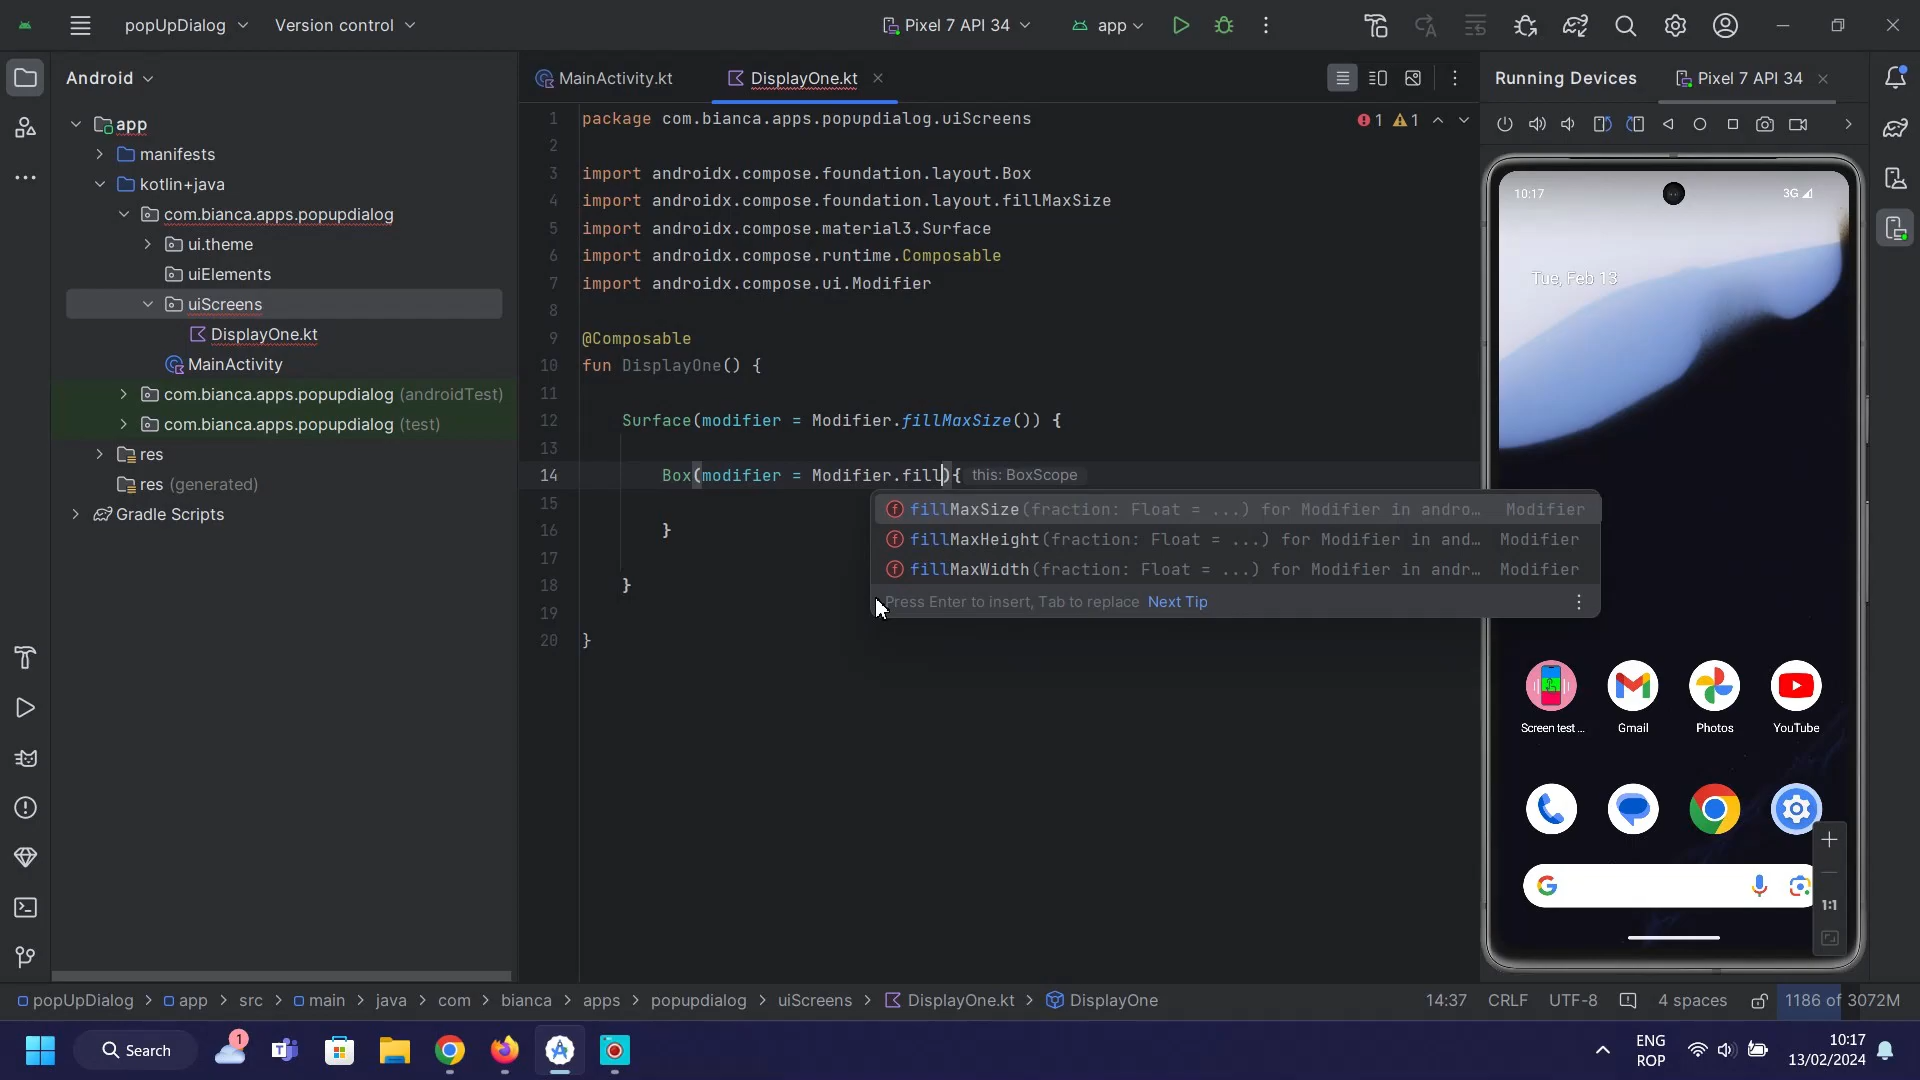 popUpDialog
Version control
Pixel 7 API 34
app
Android
MainActivity.kt
DisplayOne.kt
Running Devices
Pixel 7 API 34
app
manifests
kotlin+java
com.bianca.apps.popupdialog
ui.theme
uiElements
uiScreens
DisplayOne.kt
MainActivity
com.bianca.apps.popupdialog (androidTest)
com.bianca.apps.popupdialog (test)
res
res (generated)
Gradle Scripts
1 package com.bianca.apps.popupdialog.uiScreens
1 1
2
3 import androidx.compose.foundation.layout.Box
4 import androidx.compose.foundation.layout.fillMaxSize
5 import androidx.compose.material3.Surface
6 import androidx.compose.runtime.Composable
7 import androidx.compose.ui.Modifier
8
9 @Composable
10 fun DisplayOne() {
11
12 Surface(modifier = Modifier.fillMaxSize()) {
13
14 Box(modifier = Modifier.fill){ this: BoxScope
15
16 }
17
18 }
19
20 }
fillMaxSize(fraction: Float = ...) for Modifier in andro... Modifier
fillMaxHeight(fraction: Float = ...) for Modifier in and... Modifier
fillMaxWidth(fraction: Float = ...) for Modifier in andr... Modifier
Press Enter to insert, Tab to replace Next Tip
10:17
3G
Tue, Feb 13
Screen test ...
Gmail
Photos
YouTube
G
1:1
popUpDialog > app > src > main > java > com > bianca > apps > popupdialog > uiScreens > DisplayOne.kt > DisplayOne
14:37 CRLF UTF-8 4 spaces 1186 of 3072M
Search
1
ENG
ROP
10:17
13/02/2024